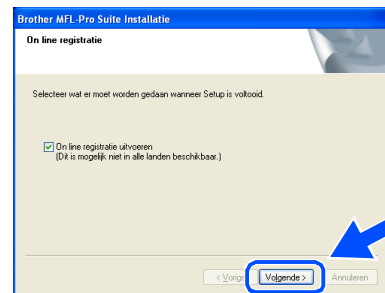 Brother MFL-Pro Suite Installatie
On line registratie
Selecteer wat er moet worden gedaan wanneer Setup is voltooid.
On line registratie uitvoeren
(Dit is mogelijk niet in alle landen beschikbaar.)
< Vorige Volgende > Annuleren